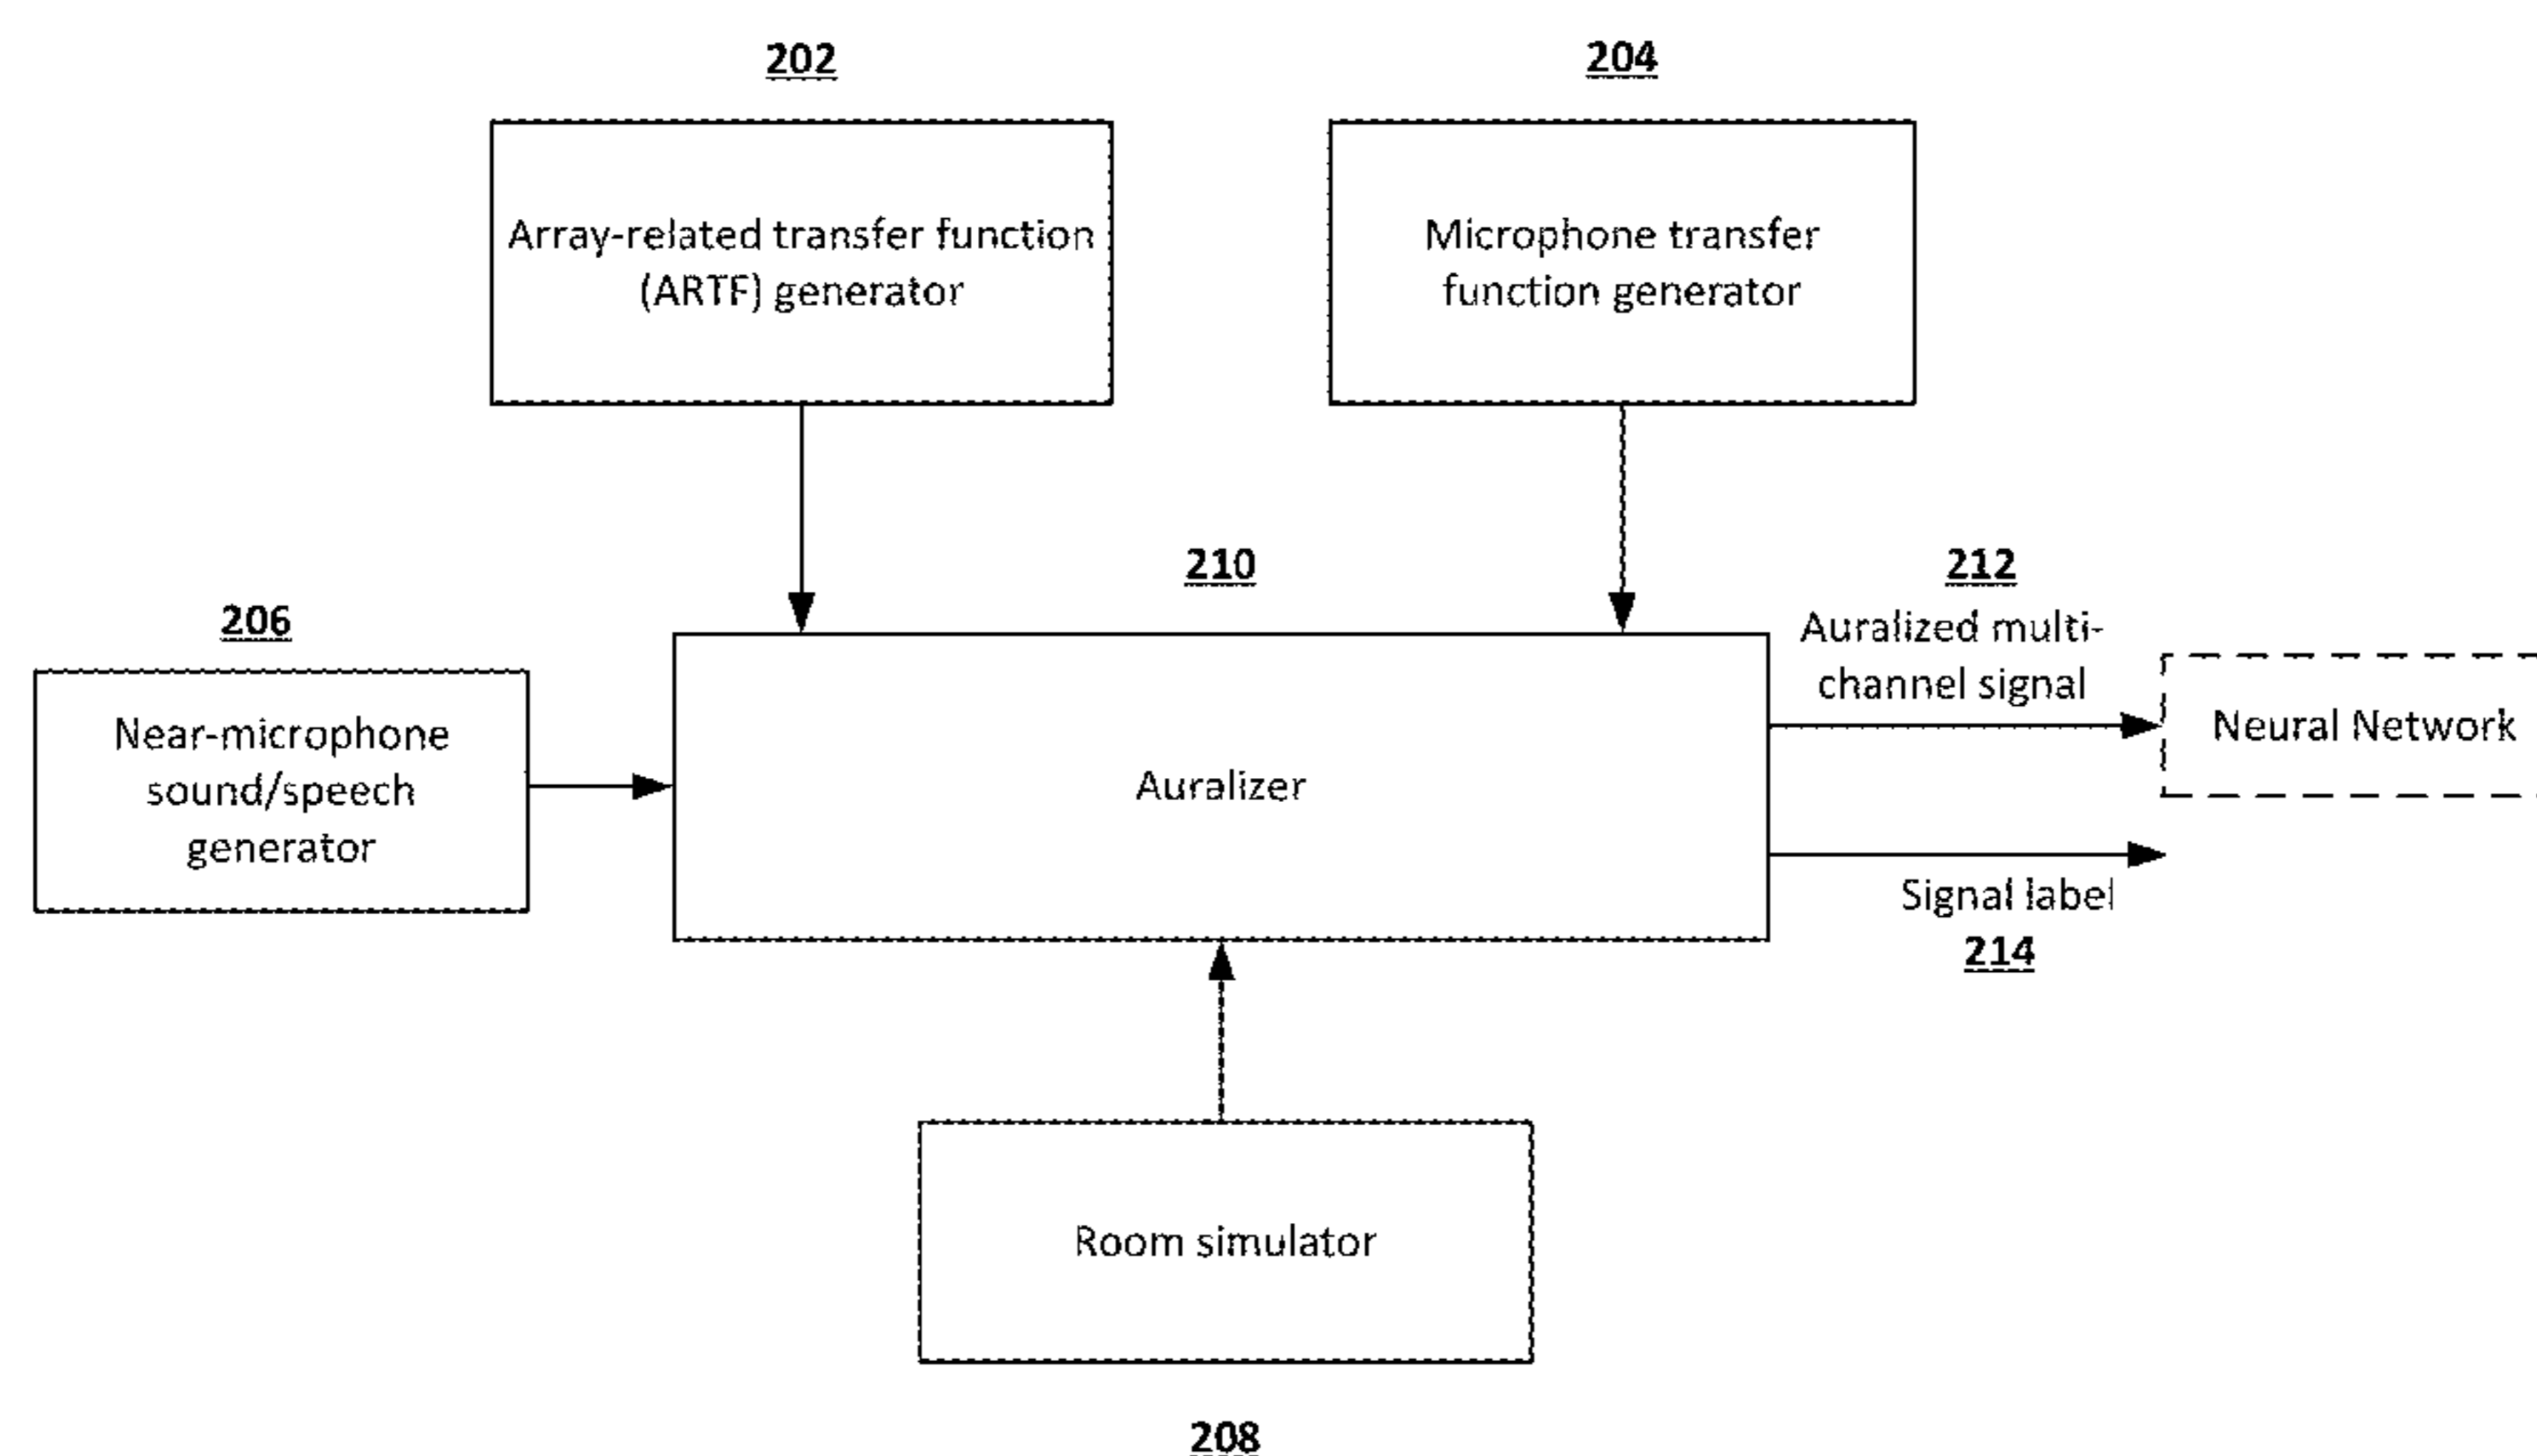 202
204
Array-related transfer function
(ARTF) generator
Microphone transfer
function generator
210
212
206
Auralized multi-
channel signal
Near-microphone
sound/speech
generator
Auralizer
Neural Network
Signal label
214
Room simulator
208